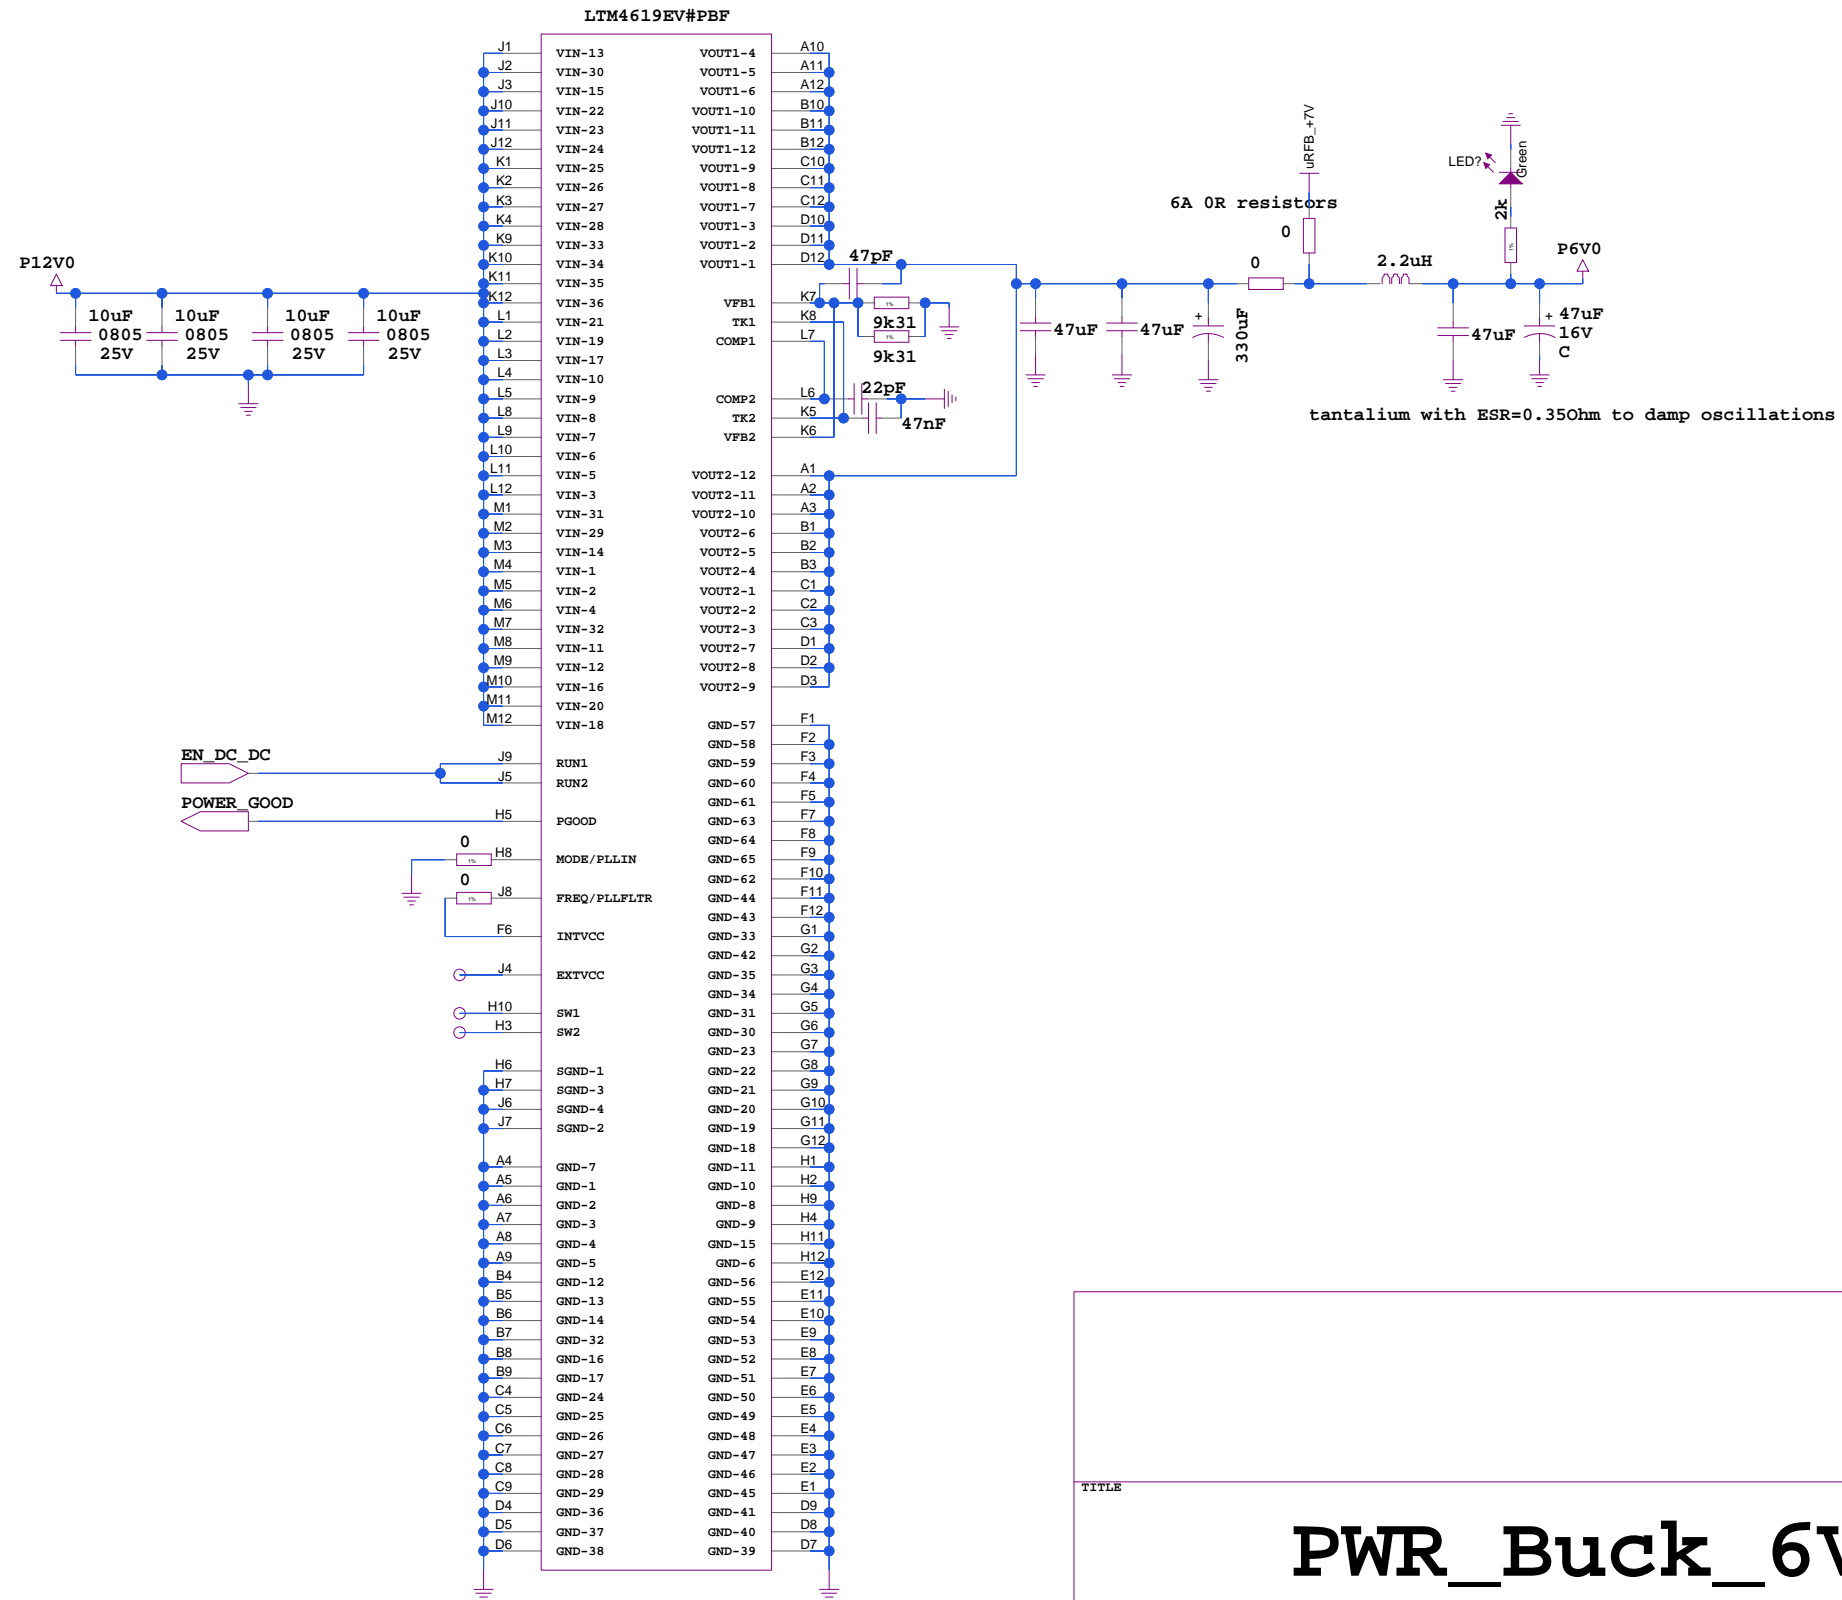 LTM4619EV#PBF
J1 VIN-13 VOUT1-4 A10
J2 VIN-30 VOUT1-5 A11
J3 VIN-15 VOUT1-6 A12
J10 VIN-22 VOUT1-10 B10
J11 VIN-23 VOUT1-11 B11
J12 VIN-24 VOUT1-12 B12
K1 VIN-25 VOUT1-9 C10
K2 VIN-26 VOUT1-8 C11
K3 VIN-27 VOUT1-7 C12
K4 VIN-28 VOUT1-3 D10
K9 VIN-33 VOUT1-2 D11
K10 VIN-34 VOUT1-1 D12
K11 VIN-35
K12 VIN-36 VFB1 K7
L1 VIN-21 TK1 K8
L2 VIN-19 COMP1 L7
L3 VIN-17
L4 VIN-10
L5 VIN-9 COMP2 L6
L8 VIN-8 TK2 K5
L9 VIN-7 VFB2 K6
L10 VIN-6
L11 VIN-5 VOUT2-12 A1
L12 VIN-3 VOUT2-11 A2
M1 VIN-31 VOUT2-10 A3
M2 VIN-29 VOUT2-6 B1
M3 VIN-14 VOUT2-5 B2
M4 VIN-1 VOUT2-4 B3
M5 VIN-2 VOUT2-1 C1
M6 VIN-4 VOUT2-2 C2
M7 VIN-32 VOUT2-3 C3
M8 VIN-11 VOUT2-7 D1
M9 VIN-12 VOUT2-8 D2
M10 VIN-16 VOUT2-9 D3
M11 VIN-20
M12 VIN-18 GND-57 F1
GND-58 F2
J9 RUN1 GND-59 F3
J5 RUN2 GND-60 F4
GND-61 F5
H5 PGOOD GND-63 F7
GND-64 F8
H8 MODE/PLLIN GND-65 F9
GND-62 F10
J8 FREQ/PLLFLTR GND-44 F11
GND-43 F12
F6 INTVCC GND-33 G1
GND-42 G2
J4 EXTVCC GND-35 G3
GND-34 G4
H10 SW1 GND-31 G5
H3 SW2 GND-30 G6
GND-23 G7
H6 SGND-1 GND-22 G8
H7 SGND-3 GND-21 G9
J6 SGND-4 GND-20 G10
J7 SGND-2 GND-19 G11
GND-18 G12
A4 GND-7 GND-11 H1
A5 GND-1 GND-10 H2
A6 GND-2 GND-8 H9
A7 GND-3 GND-9 H4
A8 GND-4 GND-15 H11
A9 GND-5 GND-6 H12
B4 GND-12 GND-56 E12
B5 GND-13 GND-55 E11
B6 GND-14 GND-54 E10
B7 GND-32 GND-53 E9
B8 GND-16 GND-52 E8
B9 GND-17 GND-51 E7
C4 GND-24 GND-50 E6
C5 GND-25 GND-49 E5
C6 GND-26 GND-48 E4
C7 GND-27 GND-47 E3
C8 GND-28 GND-46 E2
C9 GND-29 GND-45 E1
D4 GND-36 GND-41 D9
D5 GND-37 GND-40 D8
D6 GND-38 GND-39 D7
P12V0
10uF 10uF 10uF 10uF
0805 0805 0805 0805
25V 25V 25V 25V
EN_DC_DC
POWER_GOOD
0
1%
0
1%
47pF
1%
9k31
1%
9k31
22pF
47nF
47uF
47uF
+
330uF
6A 0R resistors
uRFB_+7V
0
0
2.2uH
LED?
Green
2k
1%
P6V0
47uF
+ 47uF
16V
C
tantalium with ESR=0.35Ohm to damp oscillations
TITLE
PWR_Buck_6V